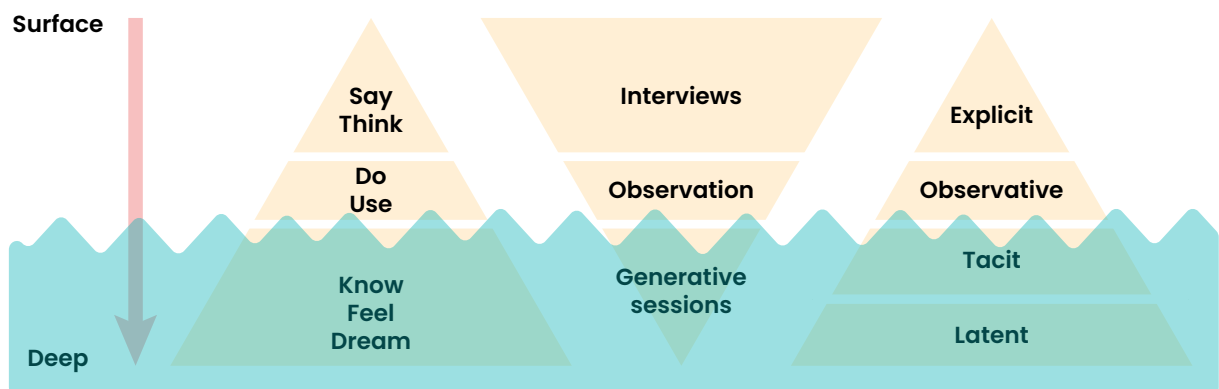 Surface
Say
Think
Do
Use
Know
Feel
Dream
Interviews
Observation
Generative
sessions
Explicit
Observative
Tacit
Latent
Deep